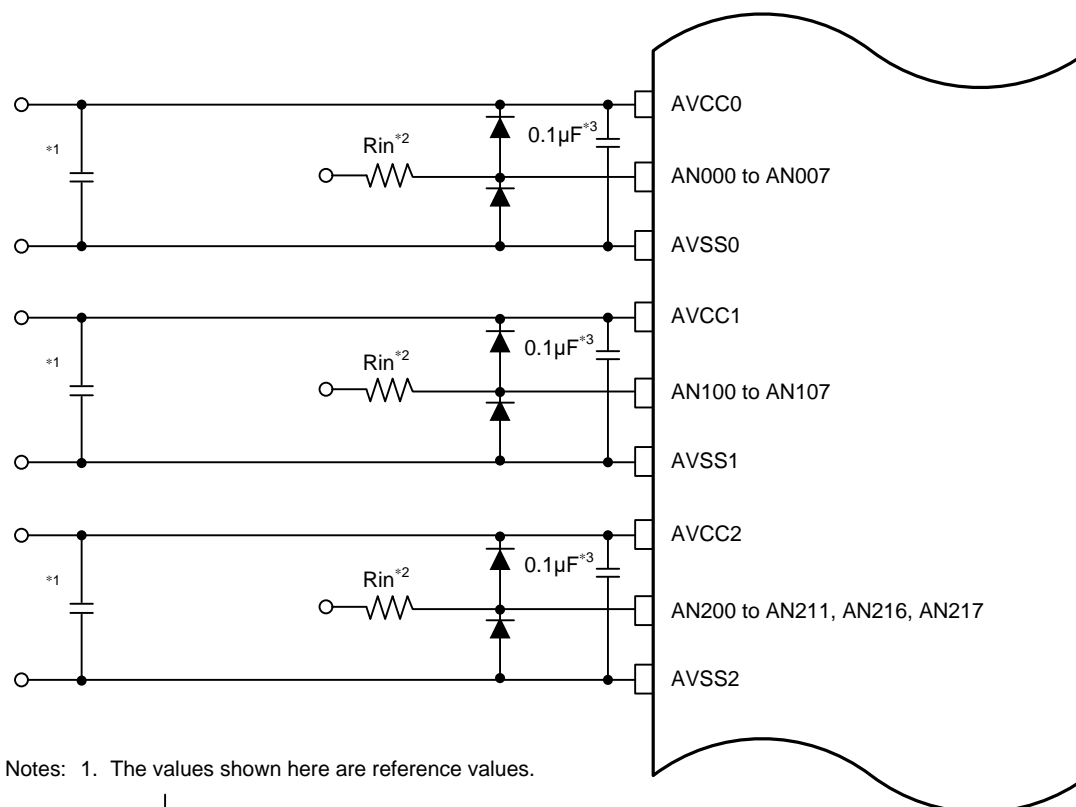 AVCC0
*1
Rin*2
0.1µF*3
AN000 to AN007
AVSS0
AVCC1
*1
Rin*2
0.1µF*3
AN100 to AN107
AVSS1
AVCC2
*1
Rin*2
0.1µF*3
AN200 to AN211, AN216, AN217
AVSS2
Notes: 1. The values shown here are reference values.